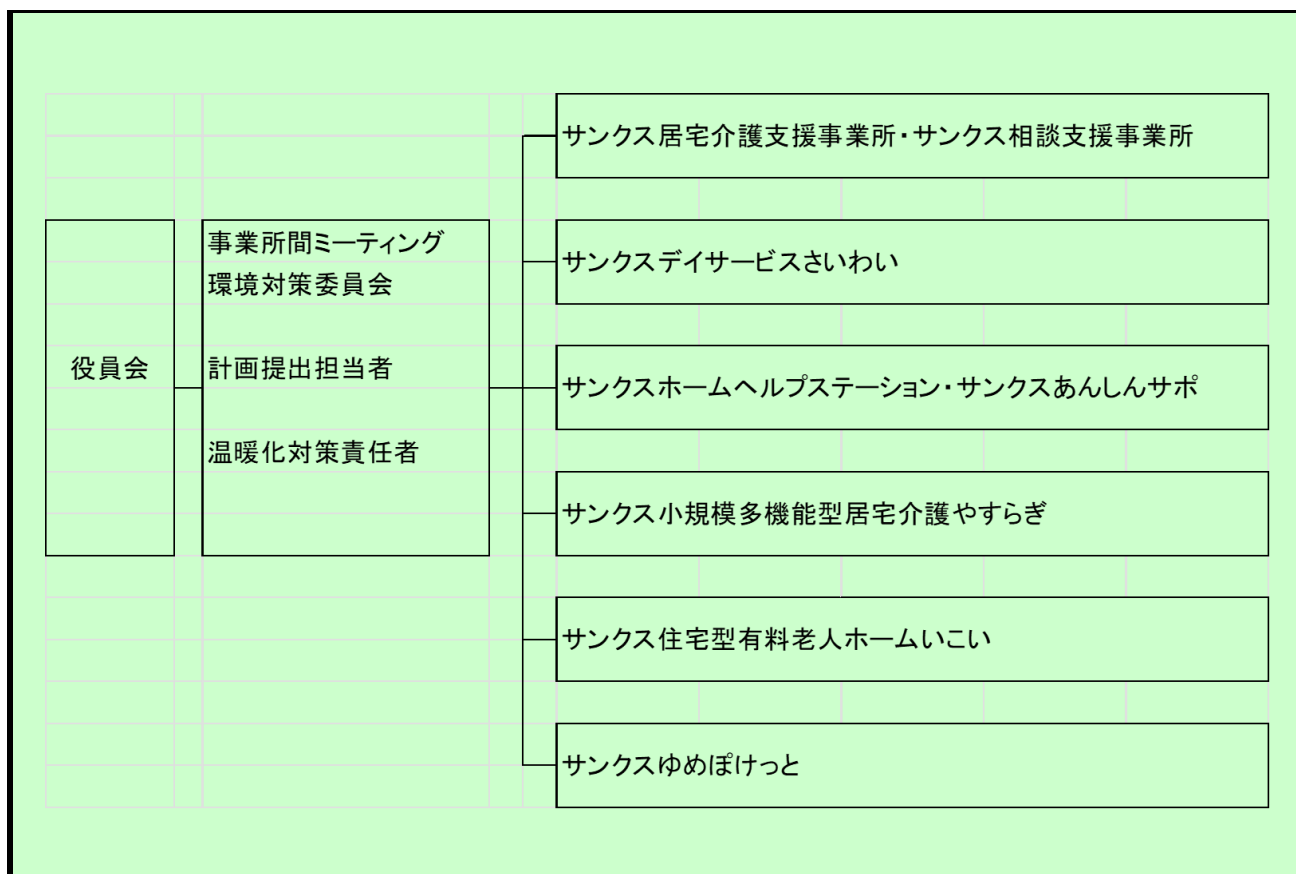 役員会
事業所間ミーティング
環境対策委員会
計画提出担当者
温暖化対策責任者
サンクス居宅介護支援事業所・サンクス相談支援事業所
サンクスデイサービスさいわい
サンクスホームヘルプステーション・サンクスあんしんサポ
サンクス小規模多機能型居宅介護やすらぎ
サンクス住宅型有料老人ホームいこい
サンクスゆめぽけっと